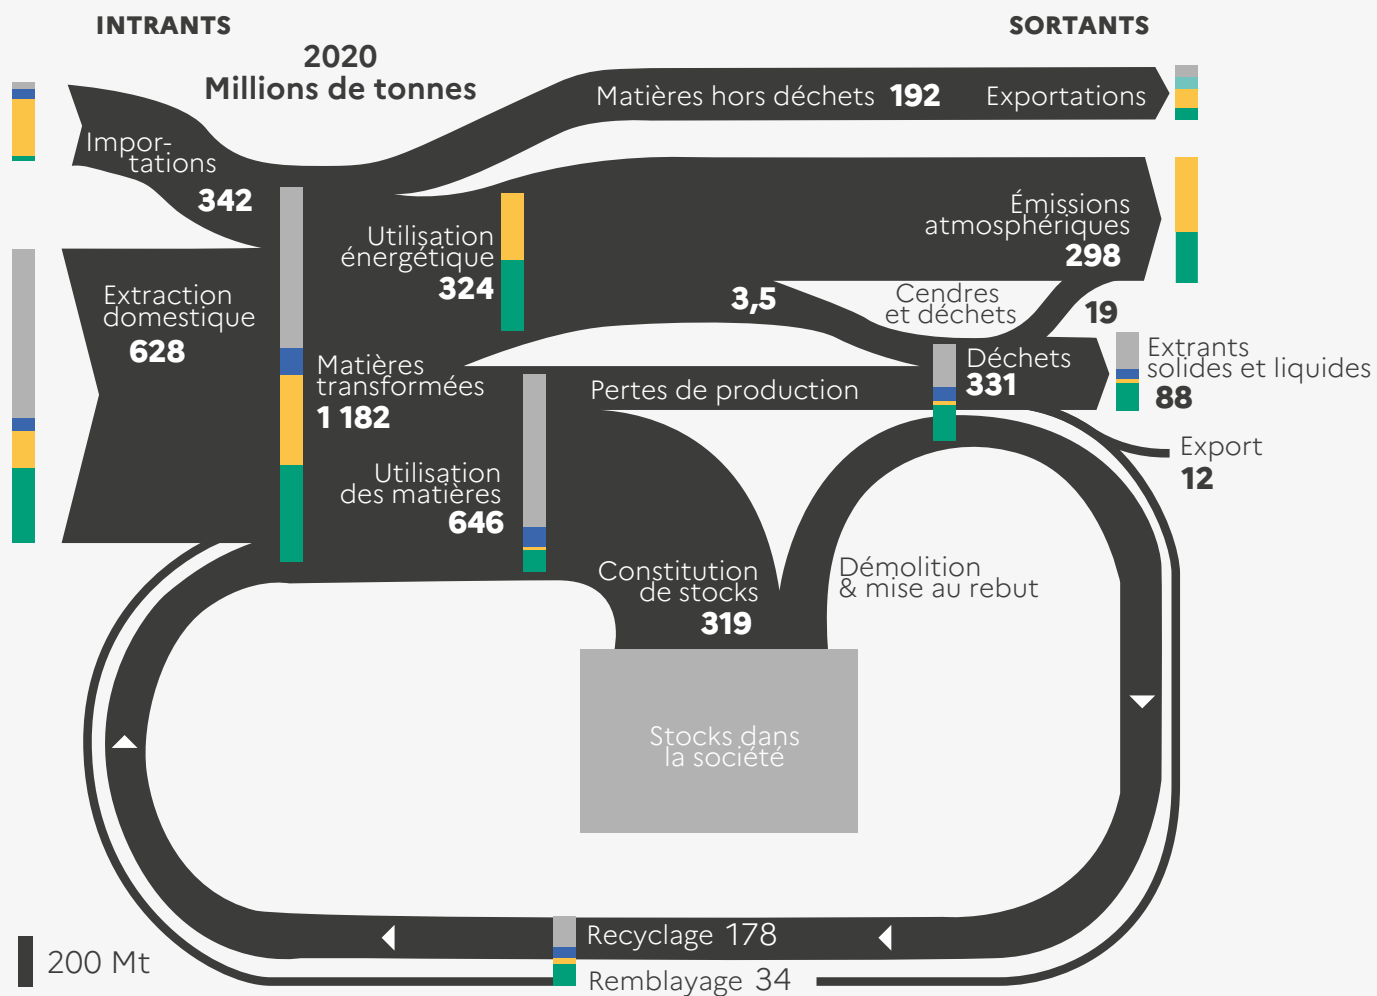 INTRANTS
SORTANTS
2020
Millions de tonnes
Matières hors déchets 192 Exportations
Impor-
tations
342
Émissions
atmosphériques
298
Utilisation
énergétique
324
Extraction
domestique
628
3,5
Cendres
et déchets
19
Matières
transformées
1 182
Pertes de production
Déchets
331
Extrants
solides et liquides
88
Export
12
Utilisation
des matières
646
Constitution
de stocks
319
Démolition
& mise au rebut
Stocks dans
la société
Recyclage 178
Remblayage 34
200 Mt